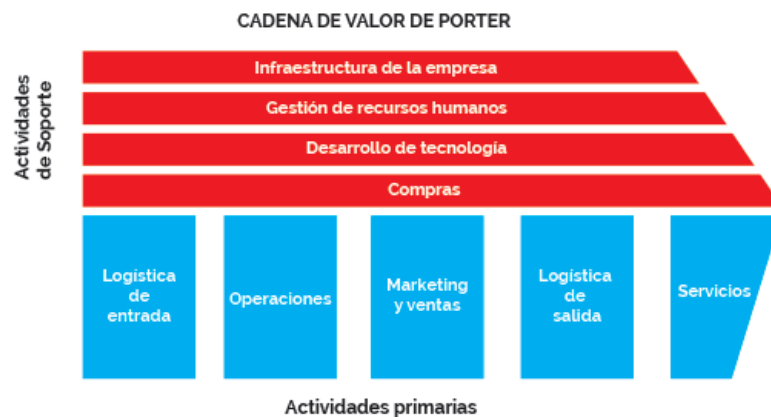 CADENA DE VALOR DE PORTER
Actividades
de Soporte
Infraestructura de la empresa
Gestión de recursos humanos
Desarrollo de tecnología
Compras
Logística
de
entrada
Operaciones
Marketing
y ventas
Logística
de
salida
Servicios
Actividades primarias